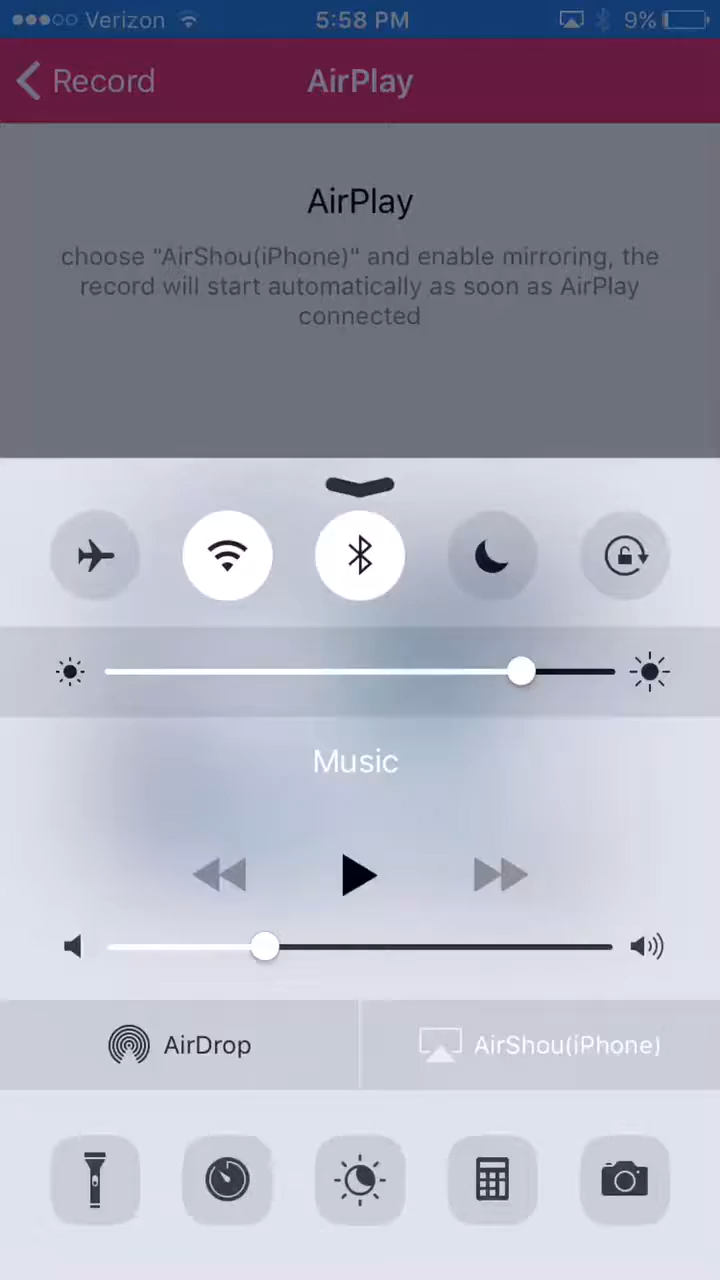 Verizon 5:58 PM 9%
Record AirPlay
AirPlay
choose "AirShou(iPhone)" and enable mirroring, the
record will start automatically as soon as AirPlay
connected
Music
AirDrop AirShou(iPhone)